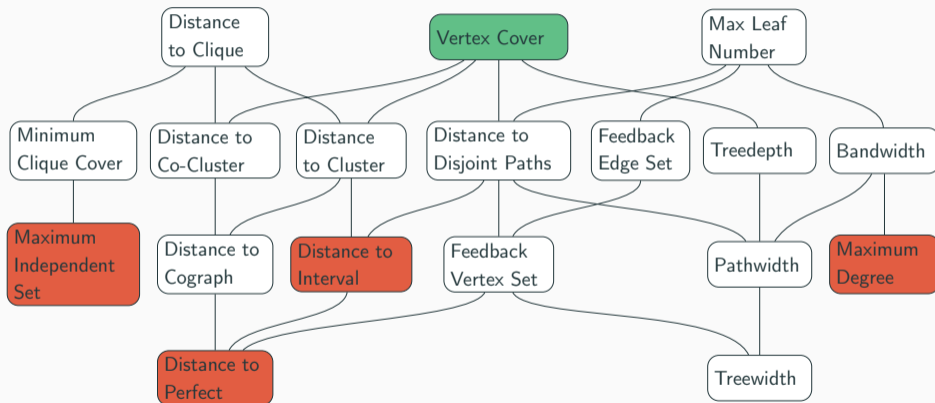 Distance
to Clique
Vertex Cover
Max Leaf
Number
Minimum
Clique Cover
Distance to
Co-Cluster
Distance
to Cluster
Distance to
Disjoint Paths
Feedback
Edge Set
Treedepth
Bandwidth
Maximum
Independent
Set
Distance to
Cograph
Distance to
Interval
Feedback
Vertex Set
Pathwidth
Maximum
Degree
Distance to
Perfect
Treewidth